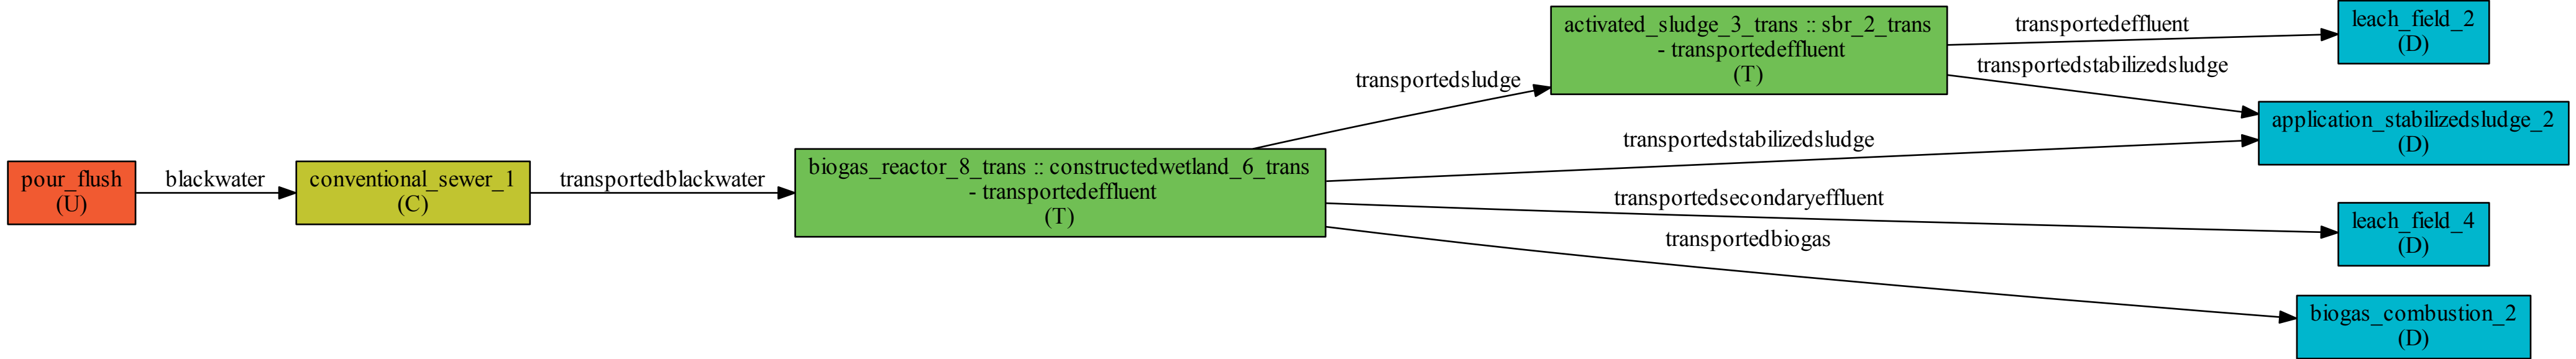 pour_flush
(U)
blackwater
conventional_sewer_1
(C)
transportedblackwater
biogas_reactor_8_trans :: constructedwetland_6_trans
- transportedeffluent
(T)
transportedsludge
activated_sludge_3_trans :: sbr_2_trans
- transportedeffluent
(T)
transportedeffluent
transportedstabilizedsludge
transportedstabilizedsludge
transportedsecondaryeffluent
transportedbiogas
leach_field_2
(D)
application_stabilizedsludge_2
(D)
leach_field_4
(D)
biogas_combustion_2
(D)